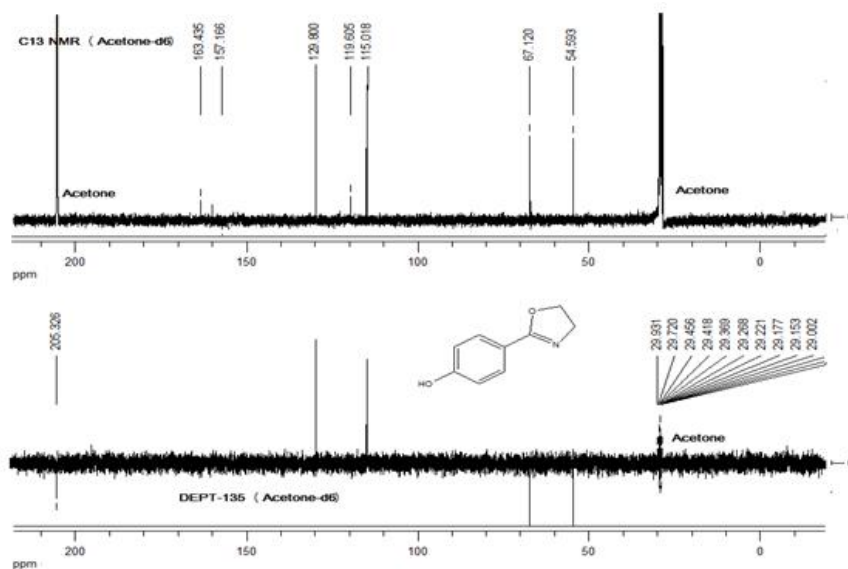 C13 NMR ( Acetone-d6)
163.435
157.166
129.800
119.605
115.018
67.120
54.593
Acetone
Acetone
200
150
100
50
0
ppm
205.326
O
N
HO
29.931
29.720
29.456
29.418
29.369
29.268
29.221
29.177
29.153
29.002
Acetone
DEPT-135 ( Acetone-d6)
200
150
100
50
0
ppm